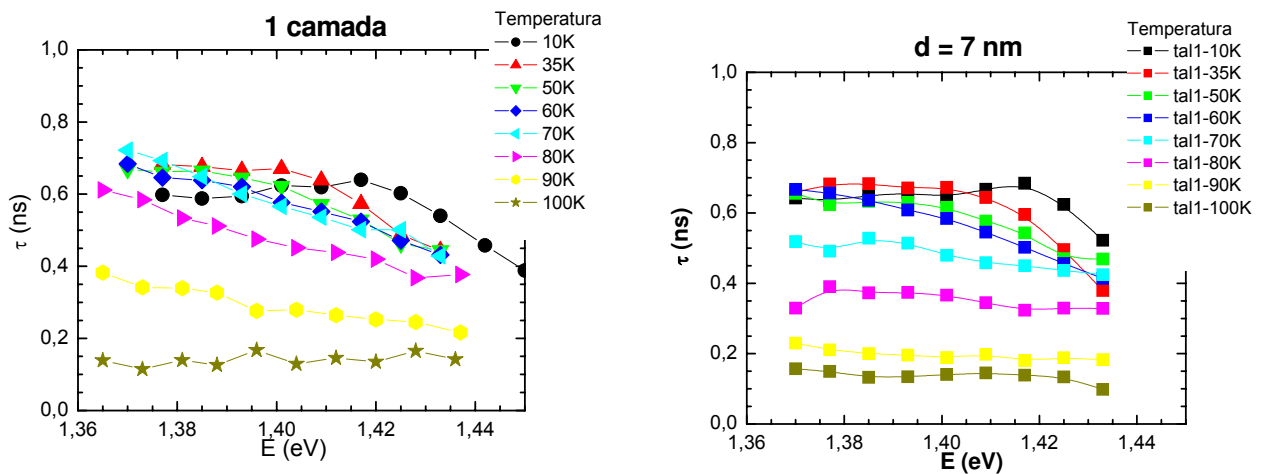 1 camada
Temperatura
10K
35K
50K
60K
70K
80K
90K
100K
1,0
0,8
0,6
0,4
0,2
0,0
τ (ns)
1,36
1,38
1,40
1,42
1,44
E (eV)
d = 7 nm
Temperatura
tal1-10K
tal1-35K
tal1-50K
tal1-60K
tal1-70K
tal1-80K
tal1-90K
tal1-100K
1,0
0,8
0,6
0,4
0,2
0,0
τ (ns)
1,36
1,38
1,40
1,42
1,44
E (eV)